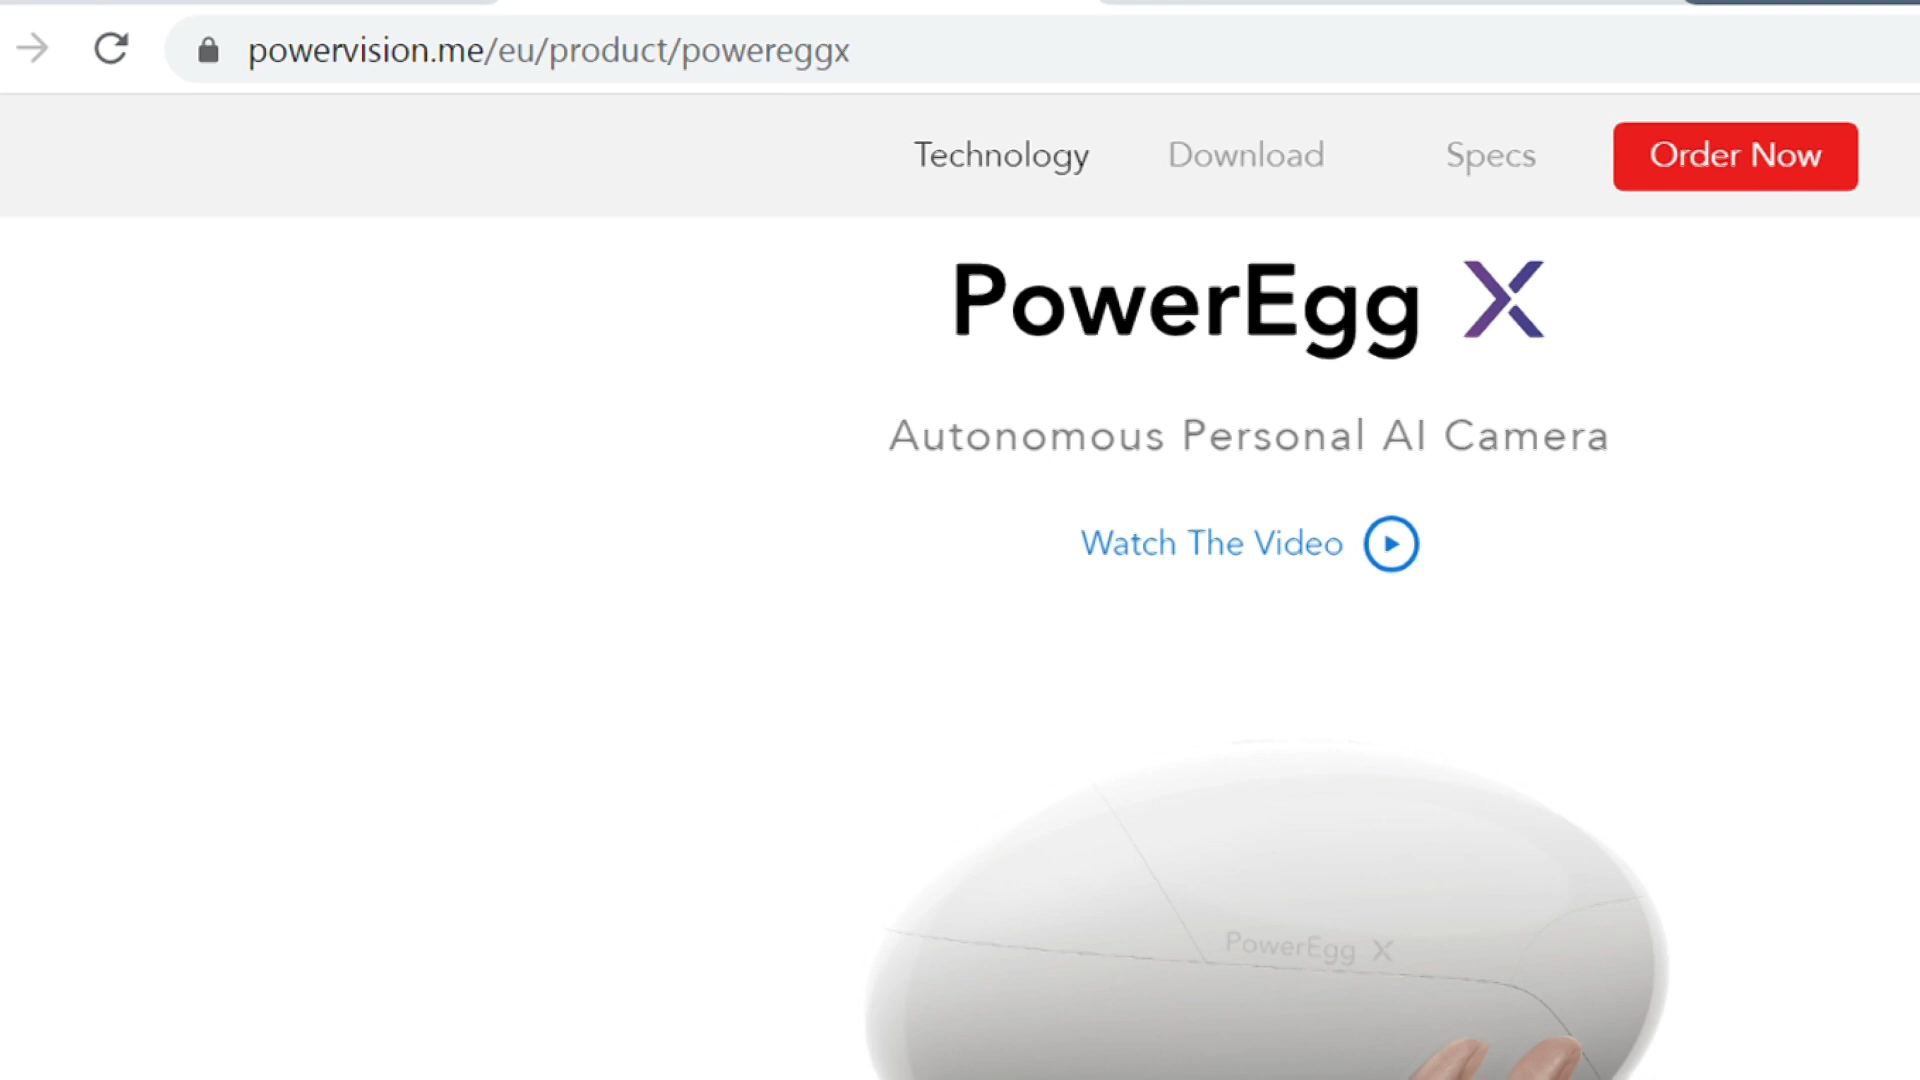 powervision.me/eu/product/powereggx
Technology Download Specs Order Now
PowerEgg X
Autonomous Personal AI Camera
Watch The Video
PowerEgg X